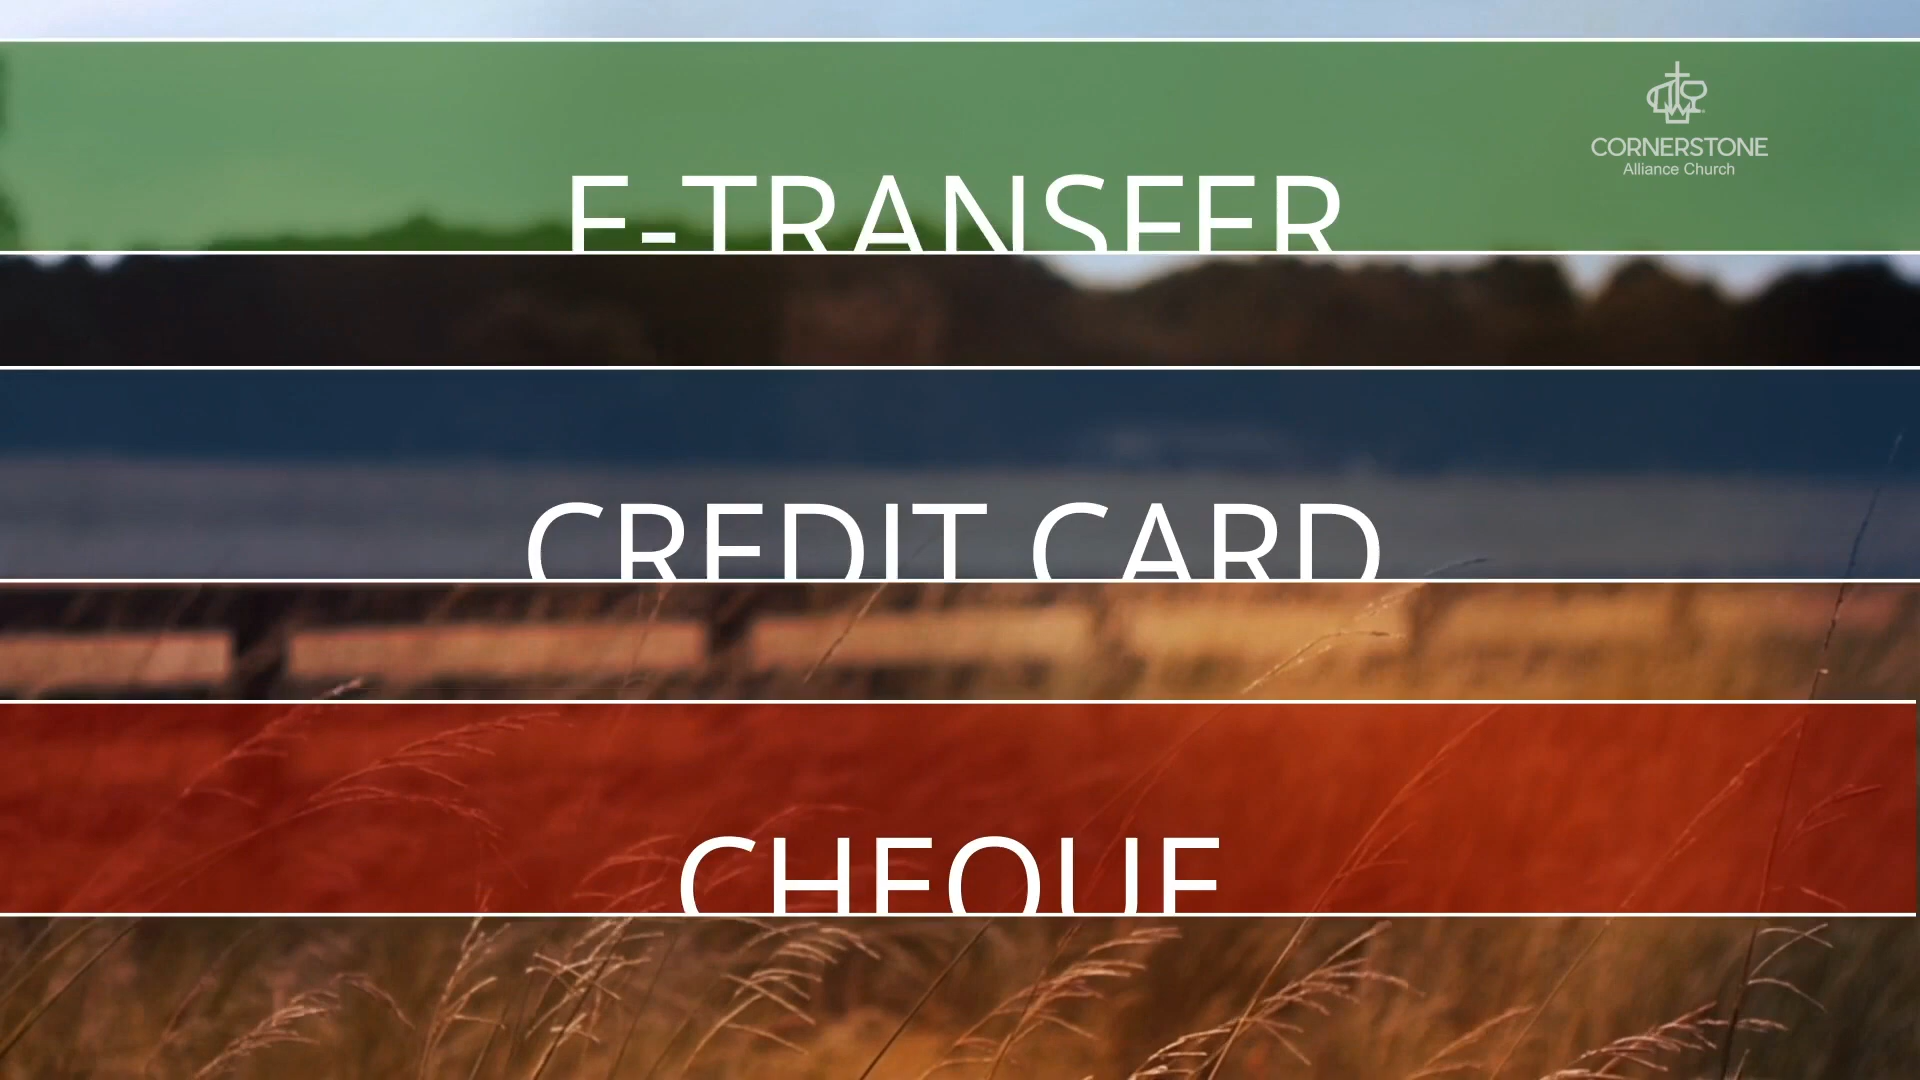 CORNERSTONE
Alliance Church
E-TRANSFER
CREDIT CARD
CHEQUE